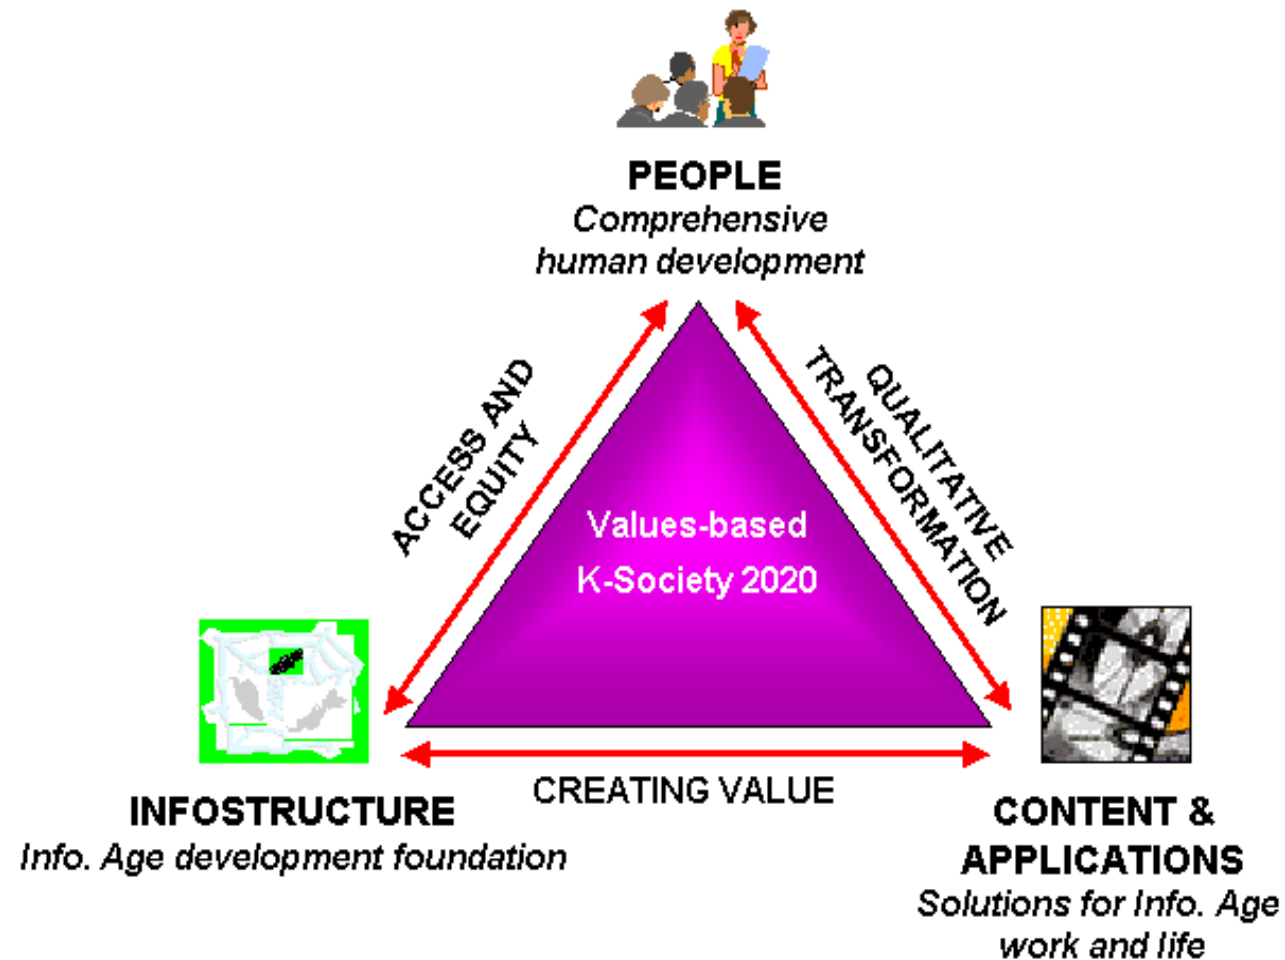 PEOPLE
Comprehensive
human development
ACCESS AND
EQUITY
QUALITATIVE
TRANSFORMATION
Values-based
K-Society 2020
CREATING VALUE
INFOSTRUCTURE
Info. Age development foundation
CONTENT &
APPLICATIONS
Solutions for Info. Age
work and life